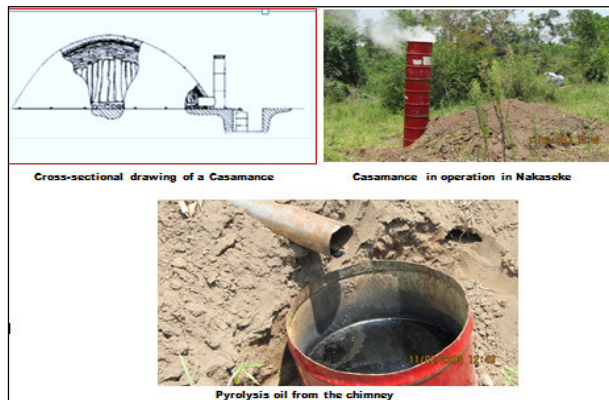 Cross-sectional drawing of a Casamance
Casamance in operation in Nakaseke
Pyrolysis oil from the chimney